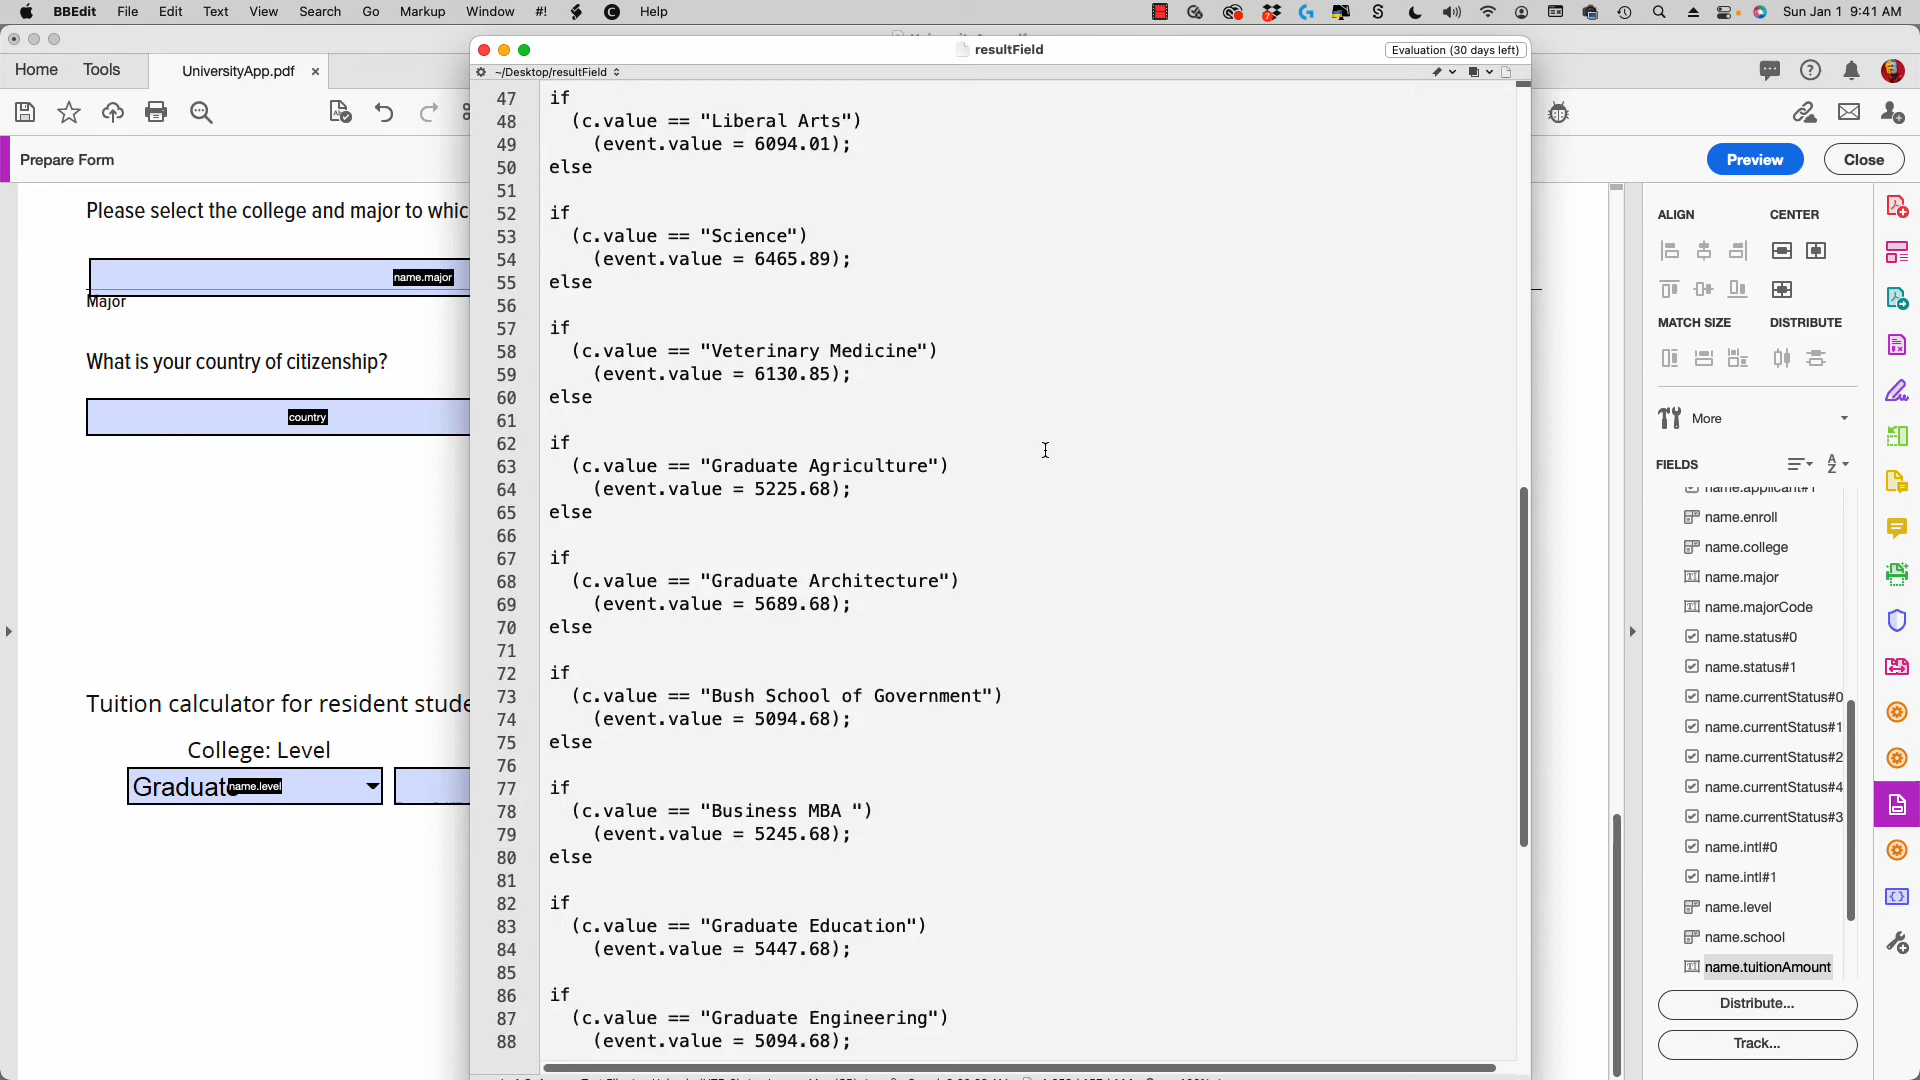 BBEdit File Edit Text View Search Go Markup Window #! Help
Sun Jan 1 9:41 AM
Home Tools UniversityApp.pdf ×
resultField
Evaluation (30 days left)
~/Desktop/resultField
Prepare Form
Preview Close
Please select the college and major to whic
name.major
Major
What is your country of citizenship?
country
Tuition calculator for resident stude
College: Level
Graduat
name.level
47 if
48 (c.value == "Liberal Arts")
49 (event.value = 6094.01);
50 else
51
52 if
53 (c.value == "Science")
54 (event.value = 6465.89);
55 else
56
57 if
58 (c.value == "Veterinary Medicine")
59 (event.value = 6130.85);
60 else
61
62 if
63 (c.value == "Graduate Agriculture")
64 (event.value = 5225.68);
65 else
66
67 if
68 (c.value == "Graduate Architecture")
69 (event.value = 5689.68);
70 else
71
72 if
73 (c.value == "Bush School of Government")
74 (event.value = 5094.68);
75 else
76
77 if
78 (c.value == "Business MBA ")
79 (event.value = 5245.68);
80 else
81
82 if
83 (c.value == "Graduate Education")
84 (event.value = 5447.68);
85
86 if
87 (c.value == "Graduate Engineering")
88 (event.value = 5094.68);
ALIGN CENTER
MATCH SIZE DISTRIBUTE
More
FIELDS
name.applicant#1
name.enroll
name.college
name.major
name.majorCode
name.status#0
name.status#1
name.currentStatus#0
name.currentStatus#1
name.currentStatus#2
name.currentStatus#4
name.currentStatus#3
name.intl#0
name.intl#1
name.level
name.school
name.tuitionAmount
Distribute...
Track...